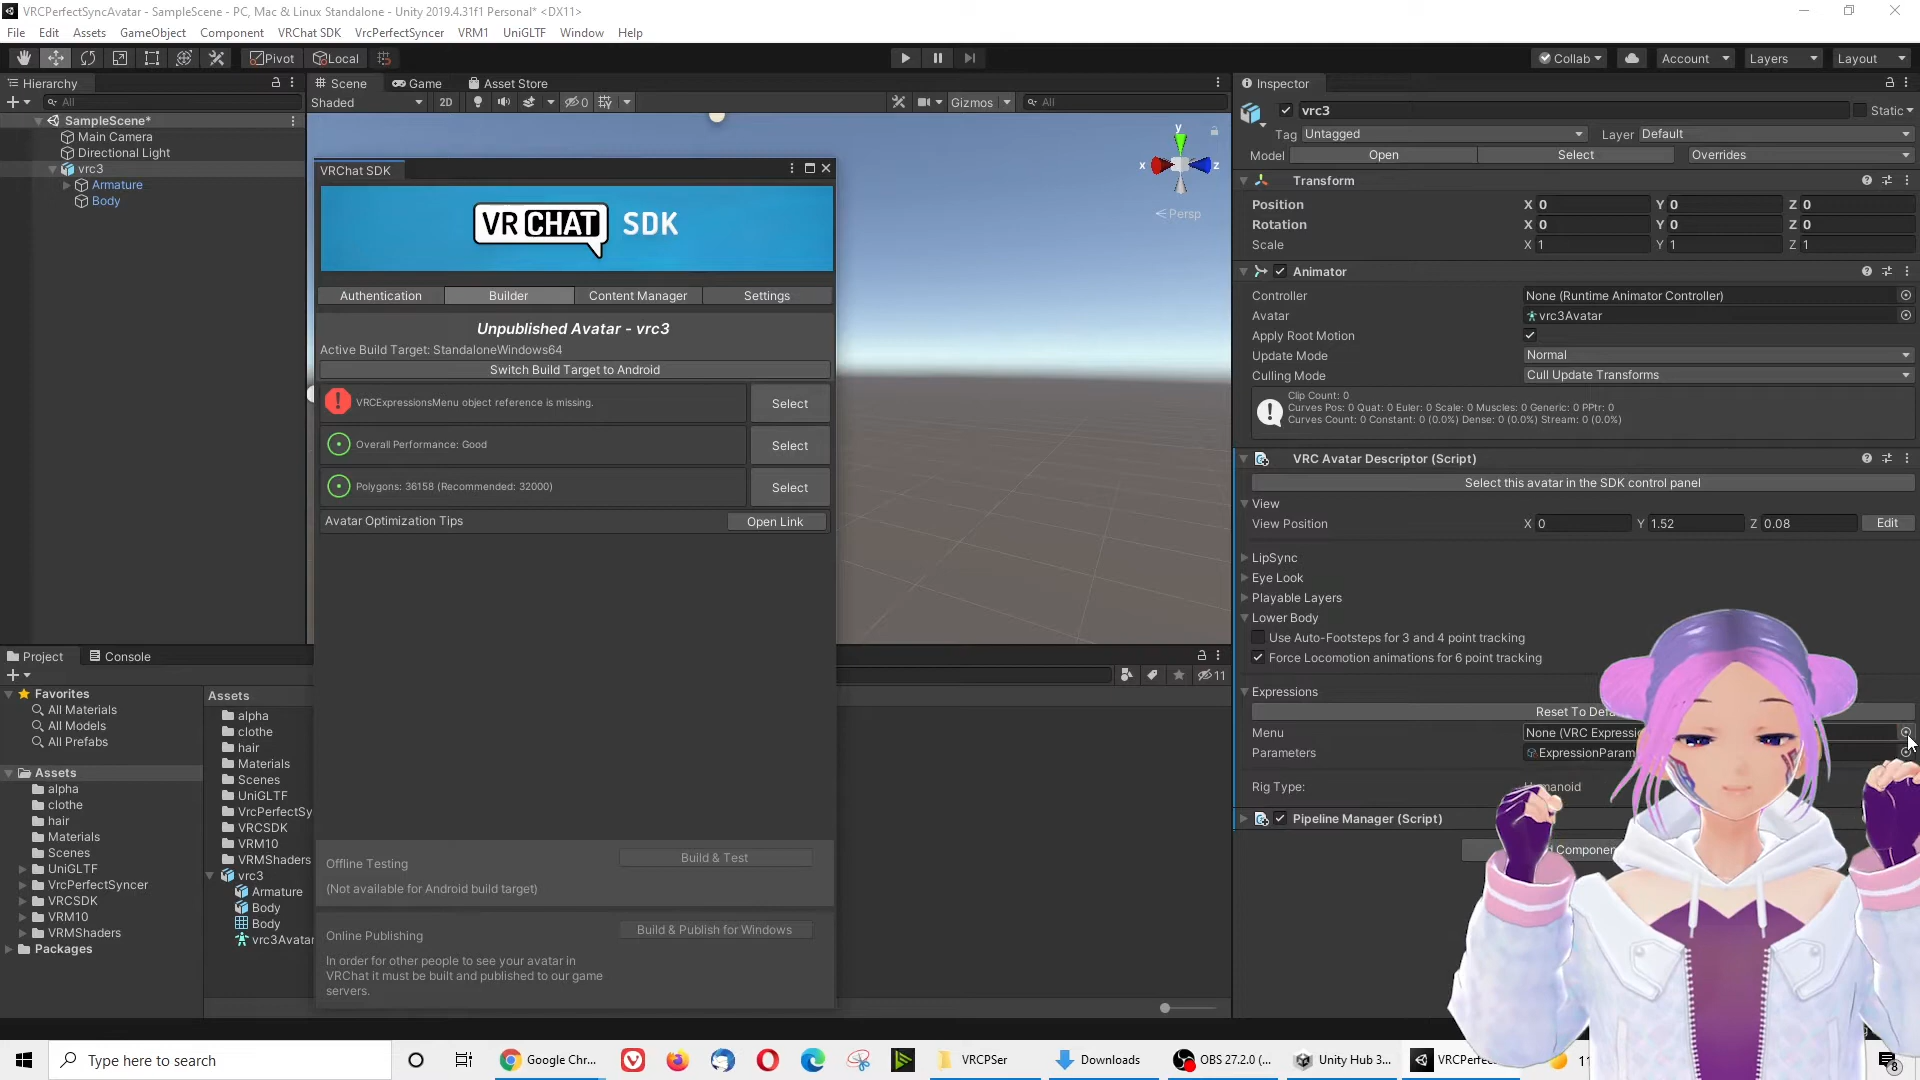 VRCPerfectSyncAvatar - SampleScene - PC, Mac & Linux Standalone - Unity 2019.4.31f1 Personal* <DX11>
File Edit Assets GameObject Component VRChat SDK VrcPerfectSyncer VRM1 UniGLTF Window Help
Pivot Local Collab Account Layers Layout
Hierarchy
All
SampleScene*
Main Camera
Directional Light
vrc3
Armature
Body
Scene Game Asset Store
Shaded 2D 0 Gizmos All
y
x z
Persp
VRChat SDK
VRCHAT SDK
Authentication Builder Content Manager Settings
Unpublished Avatar - vrc3
Active Build Target: StandaloneWindows64
Switch Build Target to Android
VRCExpressionsMenu object reference is missing. Select
Overall Performance: Good Select
Polygons: 36158 (Recommended: 32000) Select
Avatar Optimization Tips Open Link
Offline Testing Build & Test
(Not available for Android build target)
Online Publishing Build & Publish for Windows
In order for other people to see your avatar in
VRChat it must be built and published to our game
servers.
Project Console
11
Favorites
All Materials
All Models
All Prefabs
Assets
alpha
clothe
hair
Materials
Scenes
UniGLTF
VrcPerfectSyncer
VRCSDK
VRM10
VRMShaders
Packages
Assets
alpha
clothe
hair
Materials
Scenes
UniGLTF
VrcPerfectSy
VRCSDK
VRM10
VRMShaders
vrc3
Armature
Body
Body
vrc3Avatar
Inspector
vrc3 Static
Tag Untagged Layer Default
Model Open Select Overrides
Transform
Position X 0 Y 0 Z 0
Rotation X 0 Y 0 Z 0
Scale X 1 Y 1 Z 1
Animator
Controller None (Runtime Animator Controller)
Avatar vrc3Avatar
Apply Root Motion
Update Mode Normal
Culling Mode Cull Update Transforms
Clip Count: 0
Curves Pos: 0 Quat: 0 Euler: 0 Scale: 0 Muscles: 0 Generic: 0 PPtr: 0
Curves Count: 0 Constant: 0 (0.0%) Dense: 0 (0.0%) Stream: 0 (0.0%)
VRC Avatar Descriptor (Script)
Select this avatar in the SDK control panel
View
View Position X 0 Y 1.52 Z 0.08 Edit
LipSync
Eye Look
Playable Layers
Lower Body
Use Auto-Footsteps for 3 and 4 point tracking
Force Locomotion animations for 6 point tracking
Expressions
Reset To Defa
Menu None (VRC Expressio
Parameters ExpressionParam
Rig Type: Humanoid
Pipeline Manager (Script)
Componen
Type here to search
Google Chr... VRCPSer Downloads OBS 27.2.0 (... Unity Hub 3... VRCPerfec
8